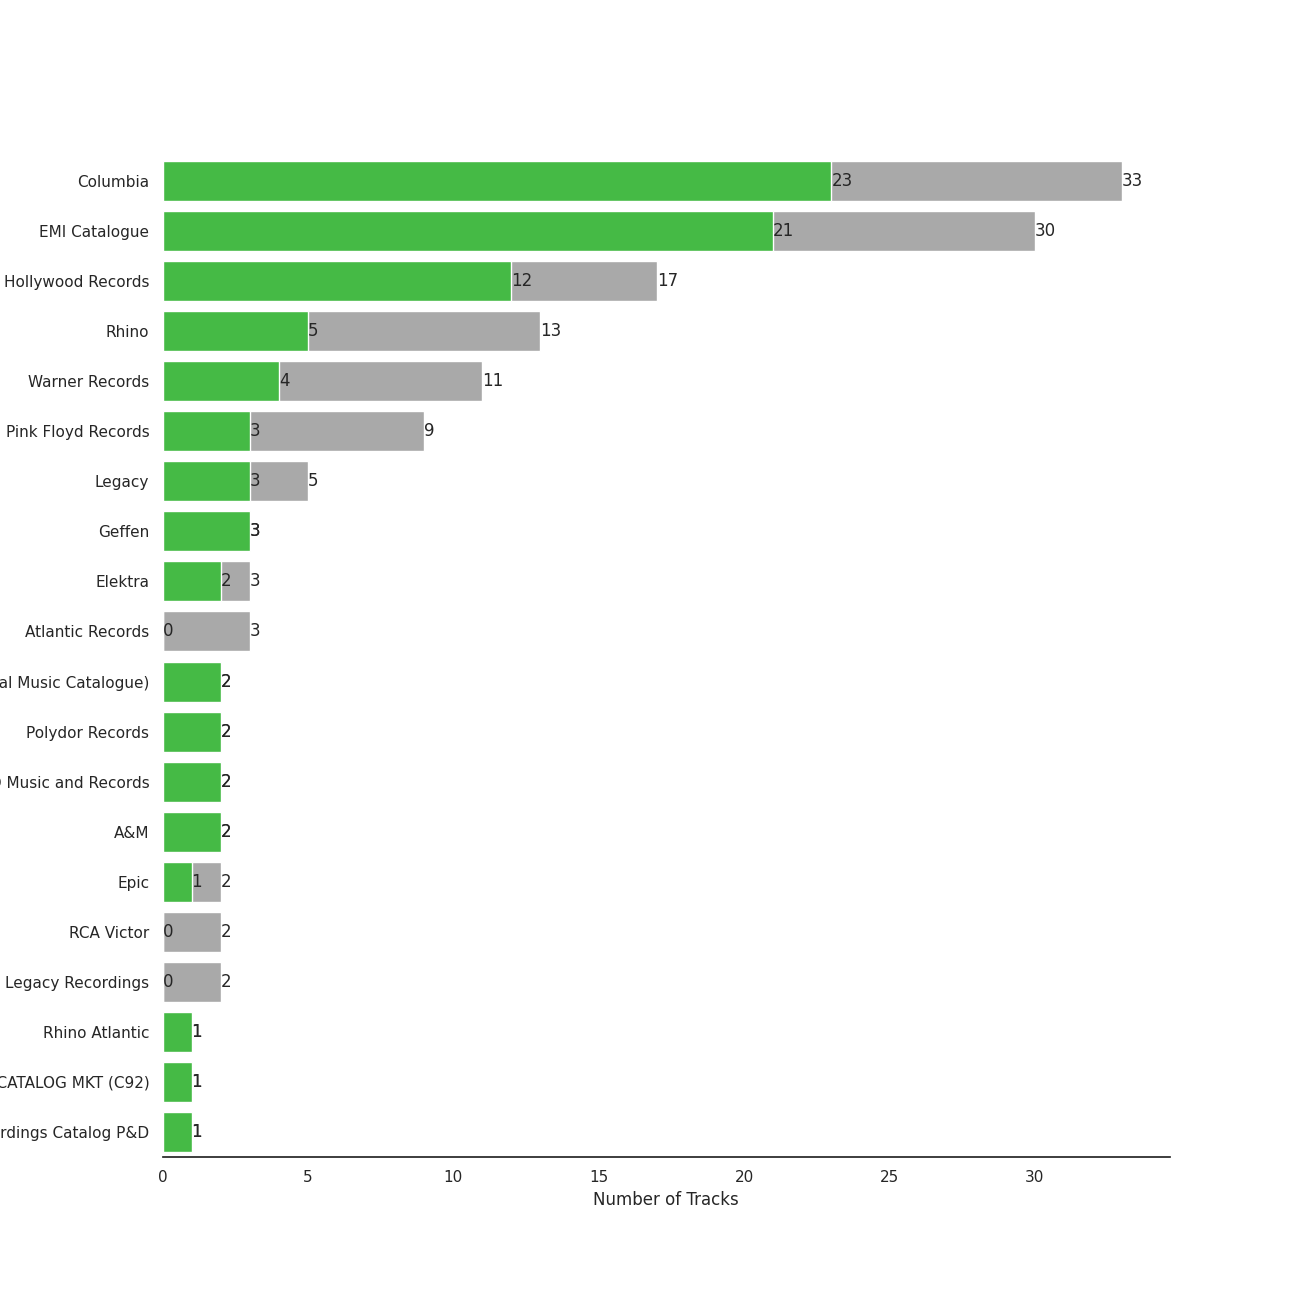 Columbia 23 33
EMI Catalogue 21 30
Hollywood Records 12 17
Rhino 5 13
Warner Records 4 11
Pink Floyd Records 3 9
Legacy 3 5
Geffen 3
Elektra 2 3
Atlantic Records 0 3
Music Catalogue) 2
Polydor Records 2
Music and Records 2
A&M 2
Epic 1 2
RCA Victor 0 2
Legacy Recordings 0 2
Rhino Atlantic 1
CATALOG MKT (C92) 1
Catalog P&D 1
0 5 10 15 20 25 30
Number of Tracks